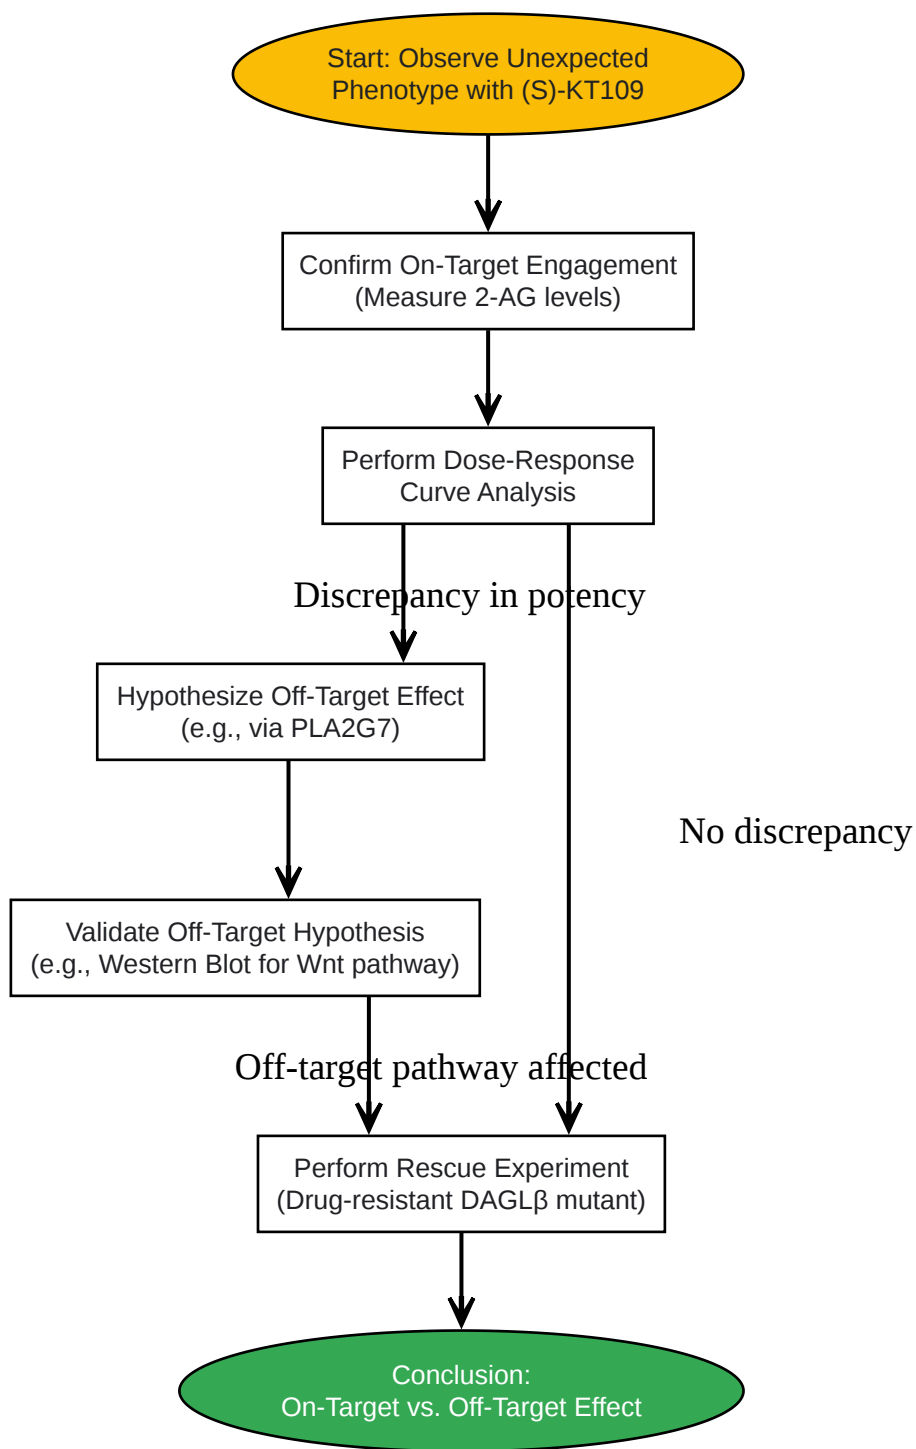 Start: Observe Unexpected
Phenotype with (S)-KT109
Confirm On-Target Engagement
(Measure 2-AG levels)
Perform Dose-Response
Curve Analysis
Discrepancy in potency
Hypothesize Off-Target Effect
(e.g., via PLA2G7)
No discrepancy
Validate Off-Target Hypothesis
(e.g., Western Blot for Wnt pathway)
Off-target pathway affected
Perform Rescue Experiment
(Drug-resistant DAGLβ mutant)
Conclusion:
On-Target vs. Off-Target Effect